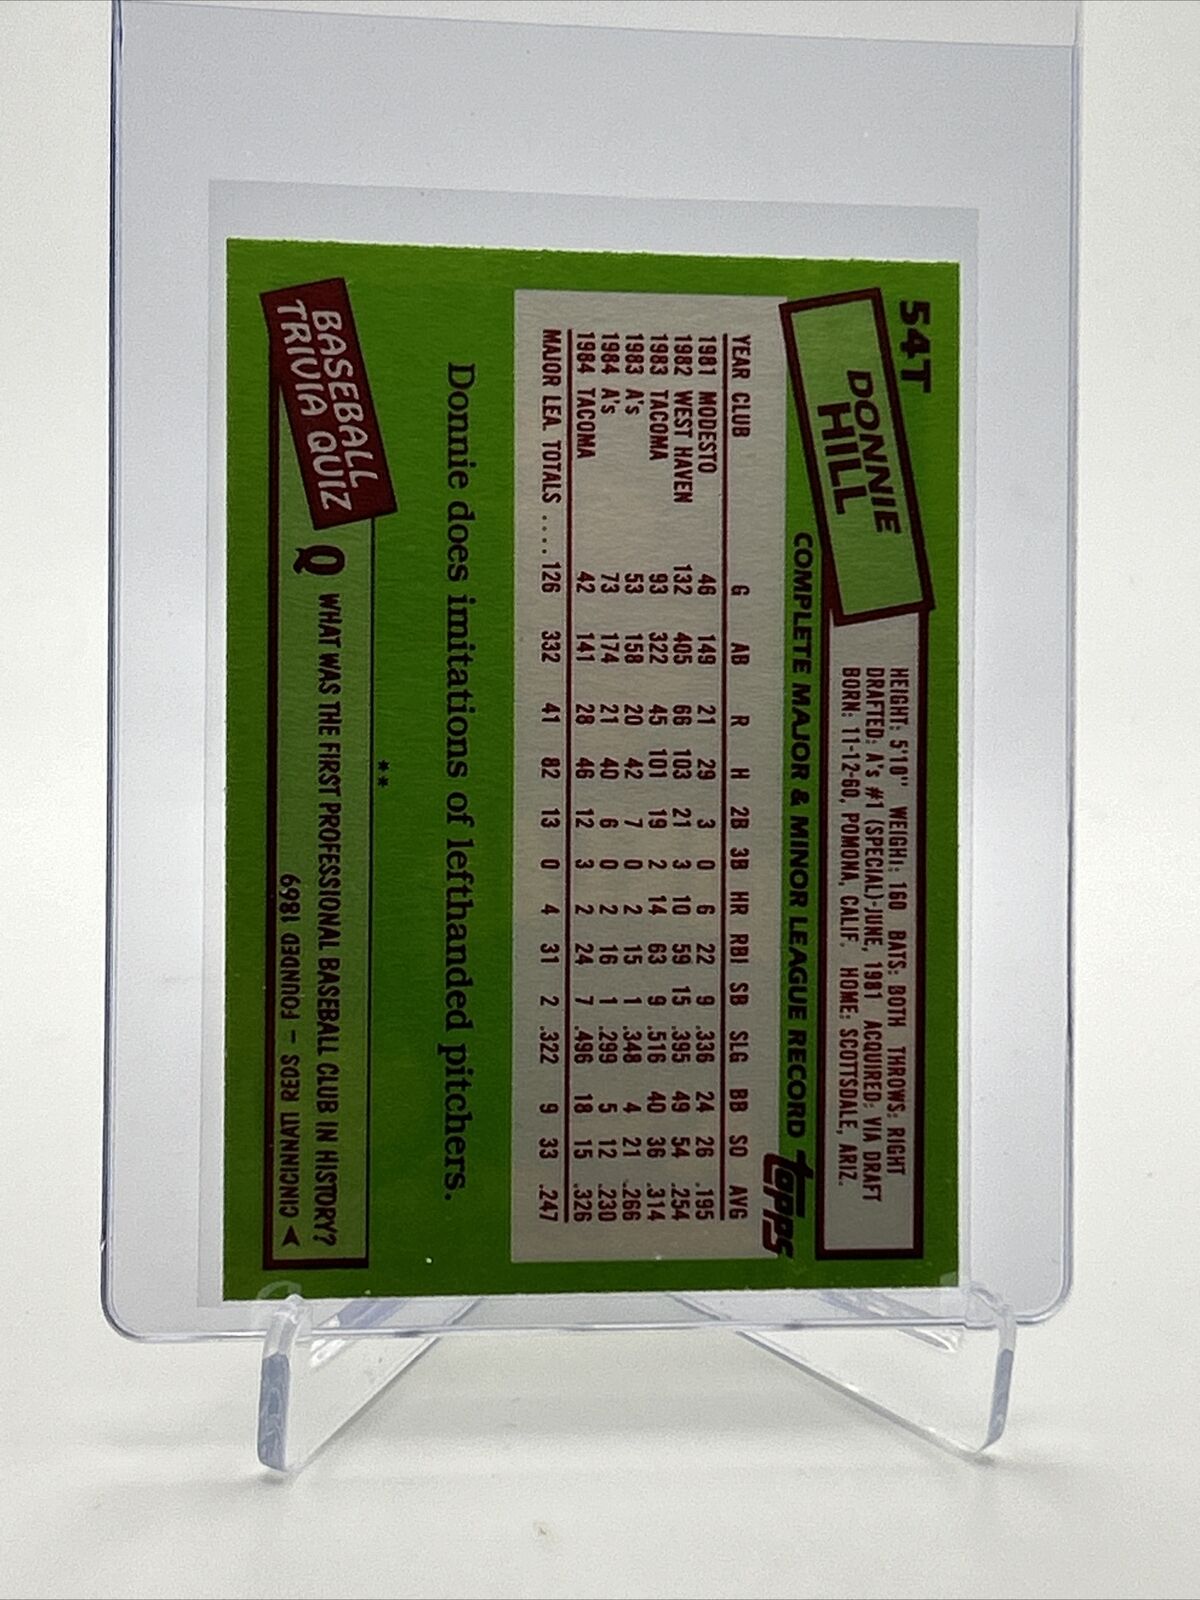 54T
DONNIE
HILL
HEIGHT: 5'10" WEIGHT: 160 BATS: BOTH THROWS: RIGHT
DRAFTED: A's #1 (SPECIAL)-JUNE, 1981 ACQUIRED: VIA DRAFT
BORN: 11-12-60, POMONA, CALIF. HOME: SCOTTSDALE, ARIZ.
COMPLETE MAJOR & MINOR LEAGUE RECORD topps
YEAR CLUB G AB R H 2B 3B HR RBI SB SLG BB SO AVG
1981 MODESTO 46 149 21 29 3 0 6 22 9 .336 24 26 .195
1982 WEST HAVEN 132 405 66 103 21 3 10 59 15 .395 49 54 .254
1983 TACOMA 93 322 45 101 19 2 14 63 9 .516 40 36 .314
1983 A's 53 158 20 42 7 0 2 15 1 .348 4 21 .266
1984 A's 73 174 21 40 6 0 2 16 1 .299 5 12 .230
1984 TACOMA 42 141 28 46 12 3 2 24 7 .496 18 15 .326
MAJOR LEA. TOTALS .... 126 332 41 82 13 0 4 31 2 .322 9 33 .247
Donnie does imitations of lefthanded pitchers.
**
BASEBALL
TRIVIA QUIZ
Q WHAT WAS THE FIRST PROFESSIONAL BASEBALL CLUB IN HISTORY?
CINCINNATI REDS – FOUNDED 1869